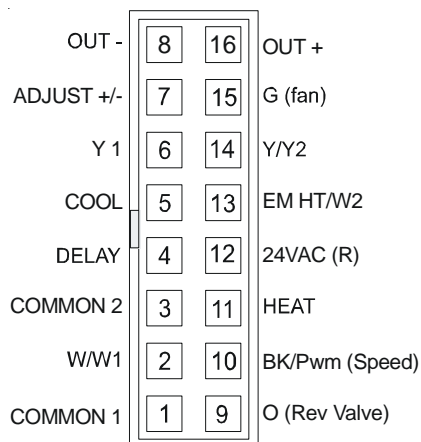 OUT - 8 16 OUT +
ADJUST +/- 7 15 G (fan)
Y 1 6 14 Y/Y2
COOL 5 13 EM HT/W2
DELAY 4 12 24VAC (R)
COMMON 2 3 11 HEAT
W/W1 2 10 BK/Pwm (Speed)
COMMON 1 1 9 O (Rev Valve)